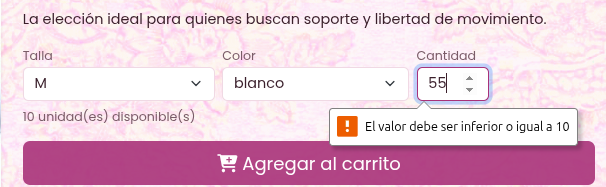 La elección ideal para quienes buscan soporte y libertad de movimiento.
Talla Color Cantidad
M blanco 55
10 unidad(es) disponible(s)
El valor debe ser inferior o igual a 10
Agregar al carrito